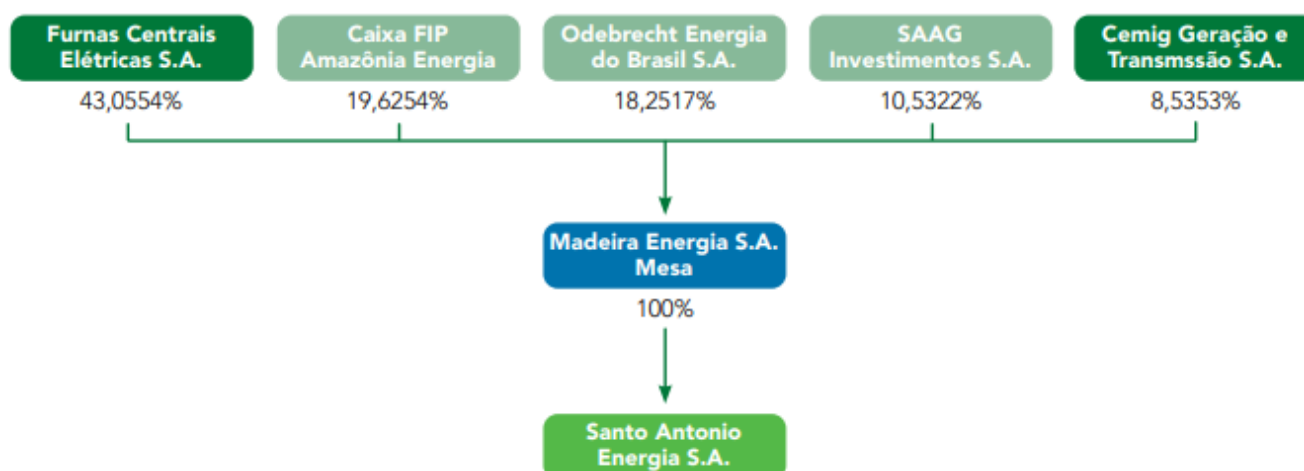 Furnas Centrais
Elétricas S.A.
43,0554%
Caixa FIP
Amazônia Energia
19,6254%
Odebrecht Energia
do Brasil S.A.
18,2517%
SAAG
Investimentos S.A.
10,5322%
Cemig Geração e
Transmssão S.A.
8,5353%
Madeira Energia S.A.
Mesa
100%
Santo Antonio
Energia S.A.